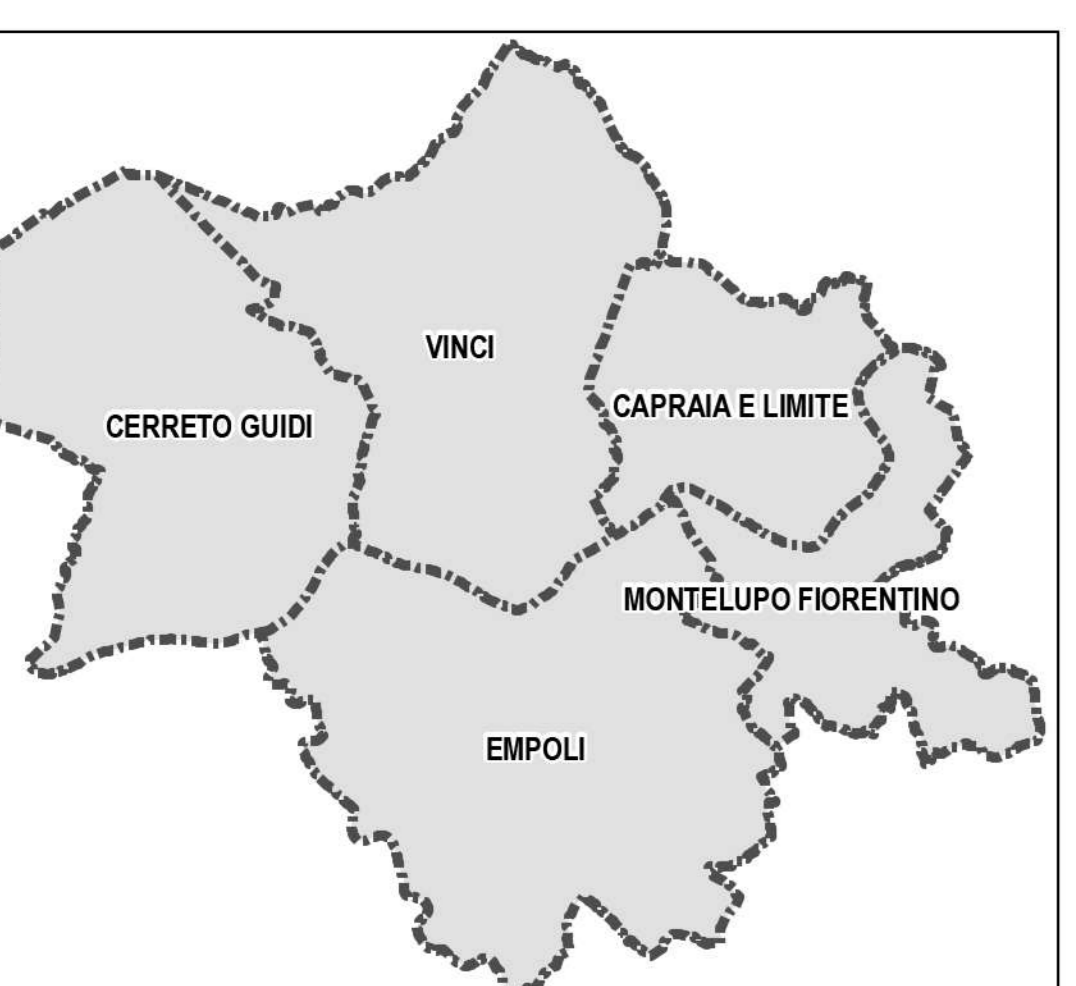 VINCI
CAPRAIA E LIMITE
CERRETO GUIDI
MONTELUPO FIORENTINO
EMPOLI